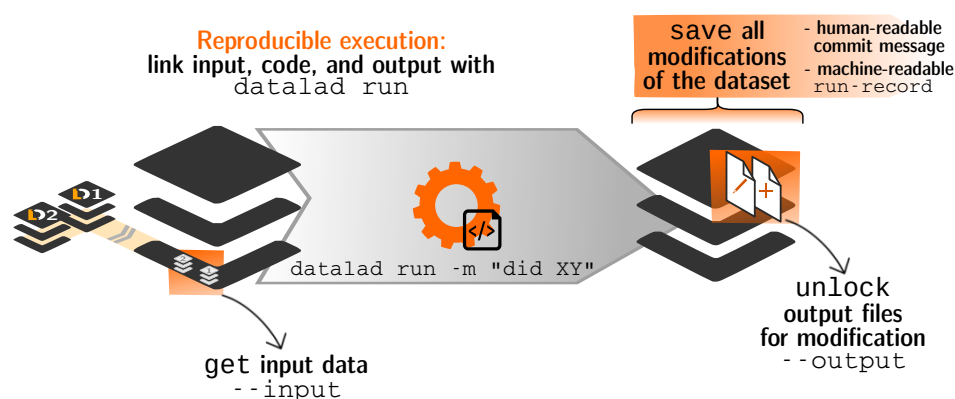 Reproducible execution:
link input, code, and output with
datalad run
save all
modifications
of the dataset
- human-readable
commit message
- machine-readable
run-record
D1
D2
</>
datalad run -m "did XY"
2
1
get input data
--input
unlock
output files
for modification
--output